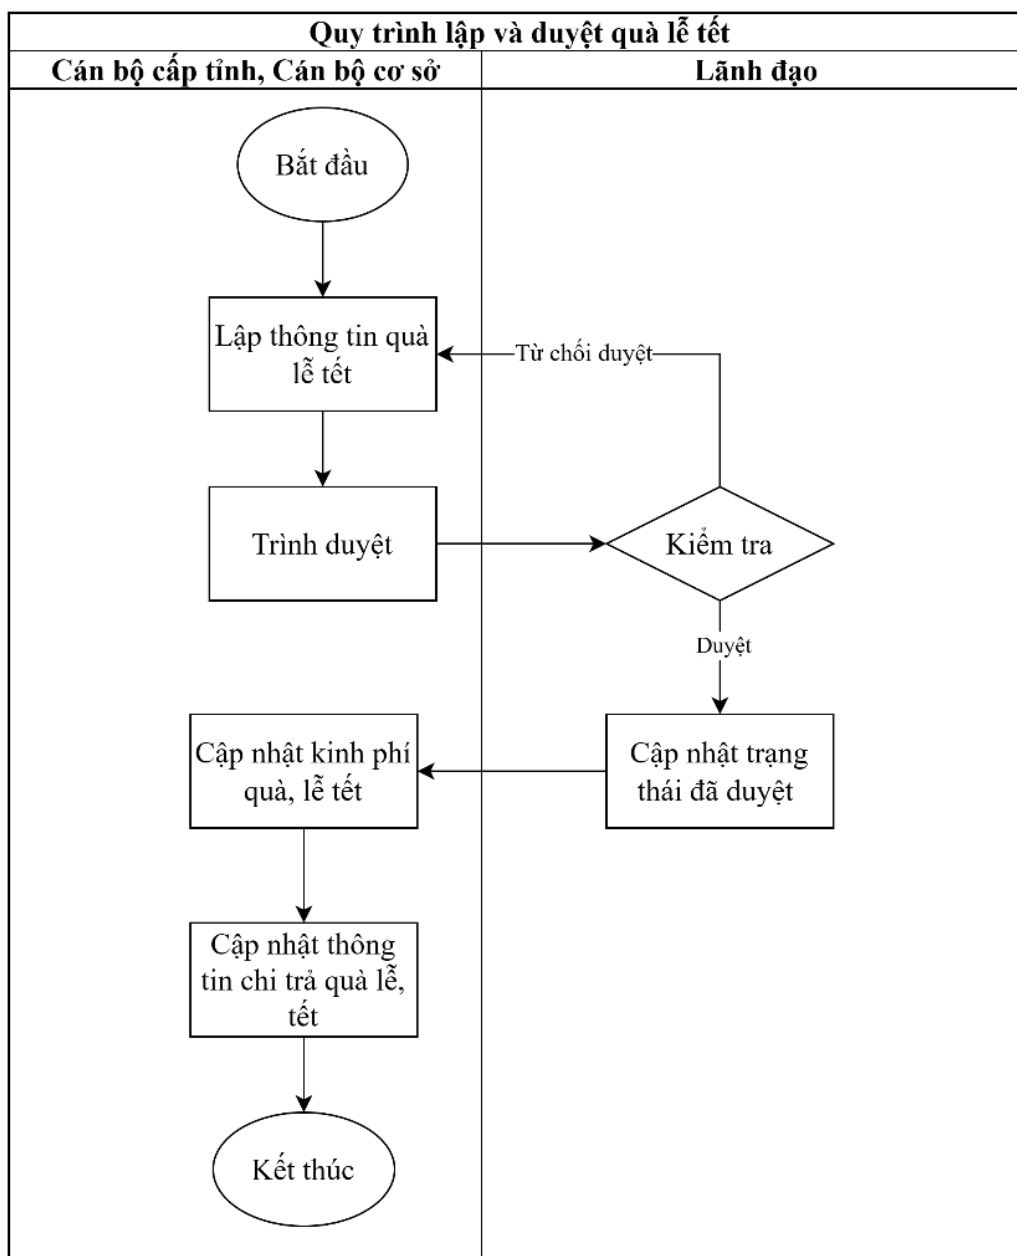 Quy trình lập và duyệt quà lễ tết
Cán bộ cấp tỉnh, Cán bộ cơ sở
Lãnh đạo
Bắt đầu
Lập thông tin quà
lễ tết
Từ chối duyệt
Trình duyệt
Kiểm tra
Duyệt
Cập nhật kinh phí
quà, lễ tết
Cập nhật trạng
thái đã duyệt
Cập nhật thông
tin chi trả quà lễ,
tết
Kết thúc